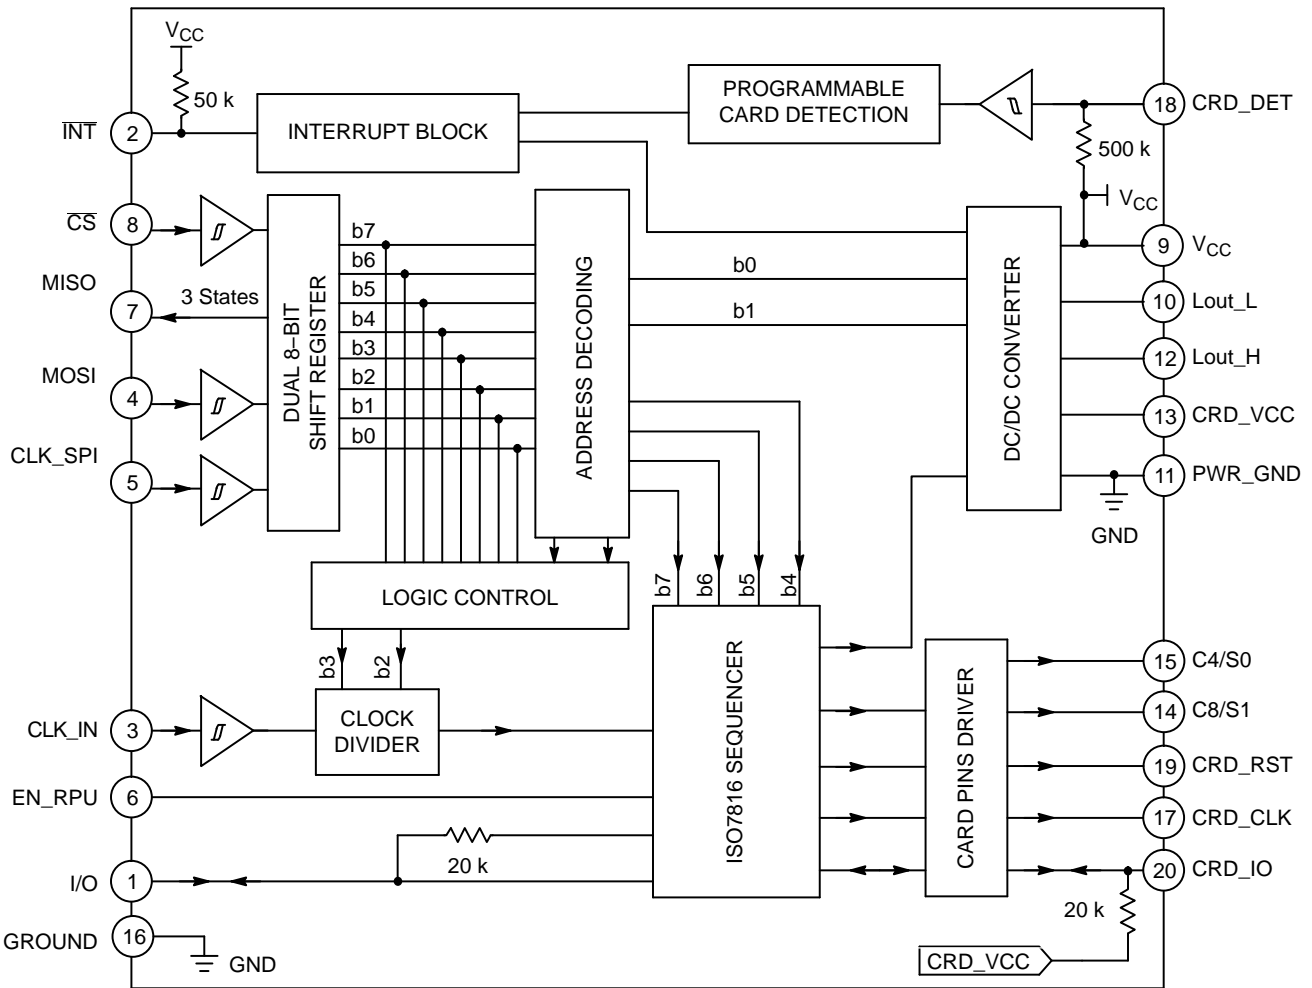 VCC
50 k
INT
2
INTERRUPT BLOCK
PROGRAMMABLE
CARD DETECTION
18
CRD_DET
500 k
VCC
CS
8
MISO
7
3 States
MOSI
4
CLK_SPI
5
DUAL 8–BIT
SHIFT REGISTER
b7
b6
b5
b4
b3
b2
b1
b0
ADDRESS DECODING
b0
b1
DC/DC CONVERTER
9
VCC
10
Lout_L
12
Lout_H
13
CRD_VCC
11
PWR_GND
GND
LOGIC CONTROL
b3
b2
b7
b6
b5
b4
CLK_IN
3
CLOCK
DIVIDER
EN_RPU
6
20 k
I/O
1
GROUND
16
GND
ISO7816 SEQUENCER
CARD PINS DRIVER
15
C4/S0
14
C8/S1
19
CRD_RST
17
CRD_CLK
20
CRD_IO
20 k
CRD_VCC